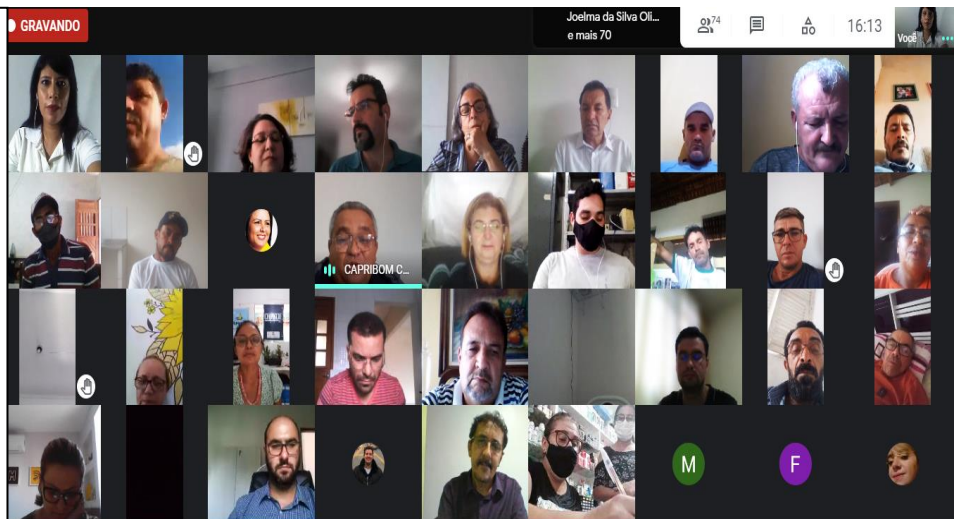 GRAVANDO
Joelma da Silva Oli...
e mais 70
74
16:13
Você
CAPRIBOM C...
M
F